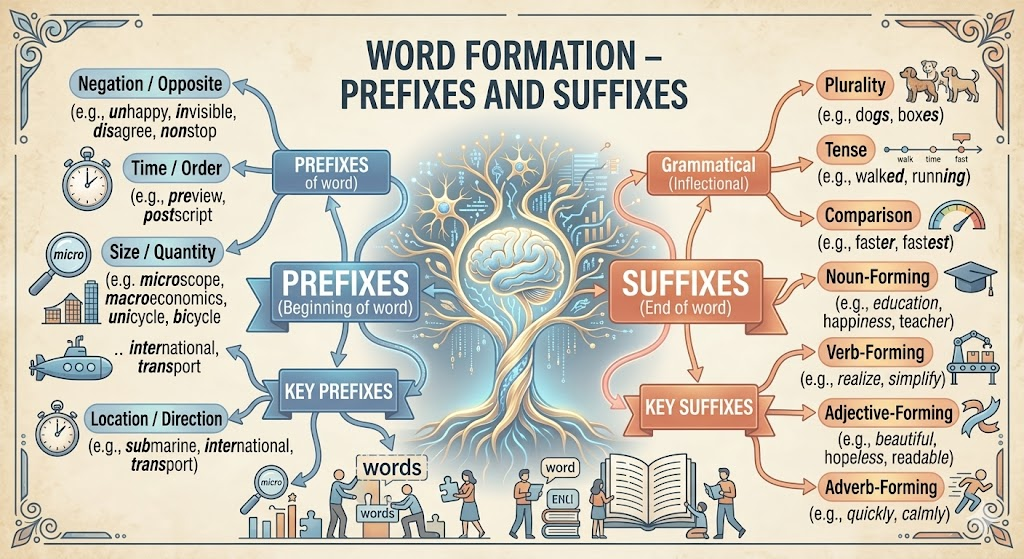 WORD FORMATION –
PREFIXES AND SUFFIXES
Negation / Opposite
(e.g., unhappy, invisible,
disagree, nonstop
Time / Order
(e.g., preview,
postscript
micro
Size / Quantity
(e.g. microscope,
macroeconomics,
unicycle, bicycle
.. international,
transport
Location / Direction
(e.g., submarine, international,
transport)
PREFIXES
of word)
PREFIXES
(Beginning of word)
KEY PREFIXES
micro
words
words
word
ENL!
Grammatical
(Inflectional)
SUFFIXES
(End of word)
KEY SUFFIXES
Plurality
(e.g., dogs, boxes)
Tense
walk time fast
(e.g., walked, running)
Comparison
(e.g., faster, fastest)
Noun-Forming
(e.g., education,
happiness, teacher)
Verb-Forming
(e.g., realize, simplify)
Adjective-Forming
(e.g., beautiful,
hopeless, readable)
Adverb-Forming
(e.g., quickly, calmly)